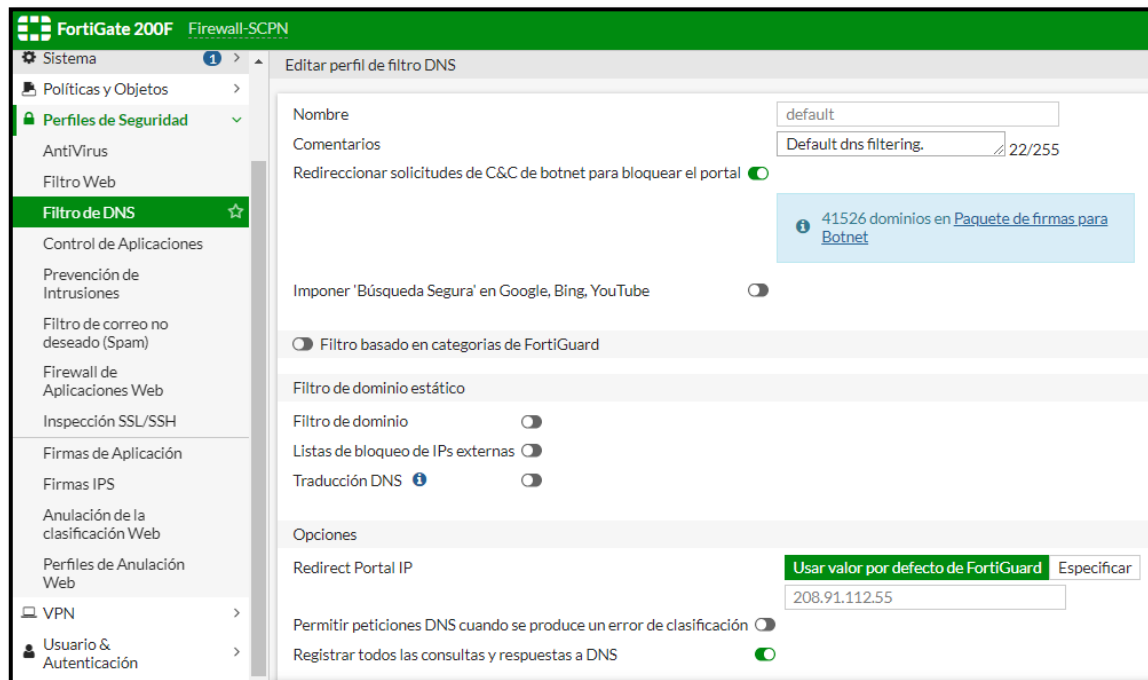 FortiGate 200F Firewall-SCPN
Sistema 1
Políticas y Objetos
Perfiles de Seguridad
AntiVirus
Filtro Web
Filtro de DNS
Control de Aplicaciones
Prevención de
Intrusiones
Filtro de correo no
deseado (Spam)
Firewall de
Aplicaciones Web
Inspección SSL/SSH
Firmas de Aplicación
Firmas IPS
Anulación de la
clasificación Web
Perfiles de Anulación
Web
VPN
Usuario &
Autenticación
Editar perfil de filtro DNS
Nombre default
Comentarios Default dns filtering. 22/255
Redireccionar solicitudes de C&C de botnet para bloquear el portal
41526 dominios en Paquete de firmas para
Botnet
Imponer 'Búsqueda Segura' en Google, Bing, YouTube
Filtro basado en categorias de FortiGuard
Filtro de dominio estático
Filtro de dominio
Listas de bloqueo de IPs externas
Traducción DNS
Opciones
Redirect Portal IP Usar valor por defecto de FortiGuard Especificar
208.91.112.55
Permitir peticiones DNS cuando se produce un error de clasificación
Registrar todos las consultas y respuestas a DNS